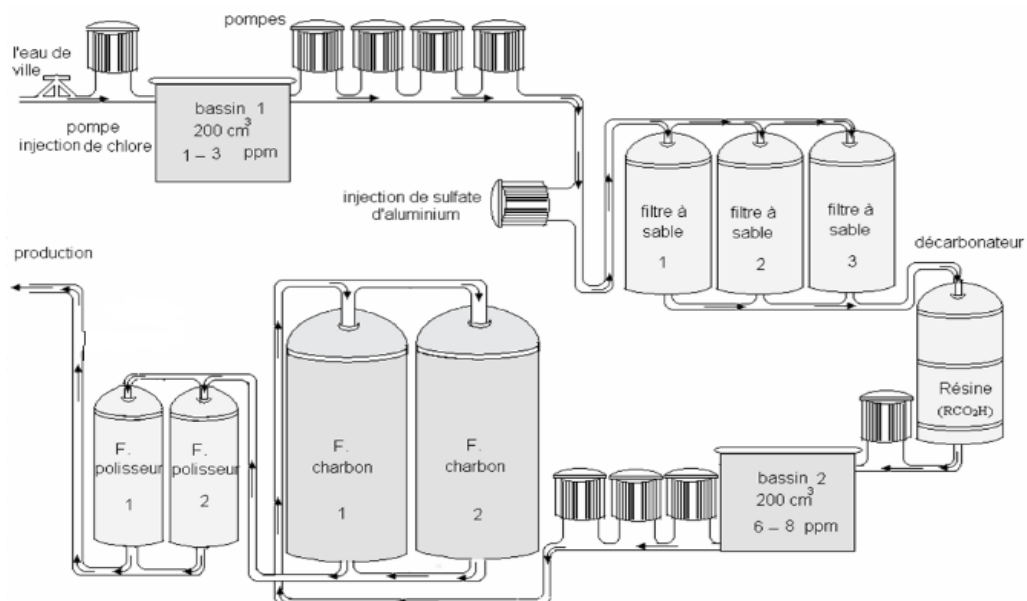 pompes
l'eau de
ville
pompe
injection de chlore
bassin 1
200 cm³
1 – 3 ppm
injection de sulfate
d'aluminium
filtre à
sable
1
filtre à
sable
2
filtre à
sable
3
décarbonateur
Résine
(RCO₂H)
production
F.
polisseur
1
F.
polisseur
2
F.
charbon
1
F.
charbon
2
bassin 2
200 cm³
6 – 8 ppm